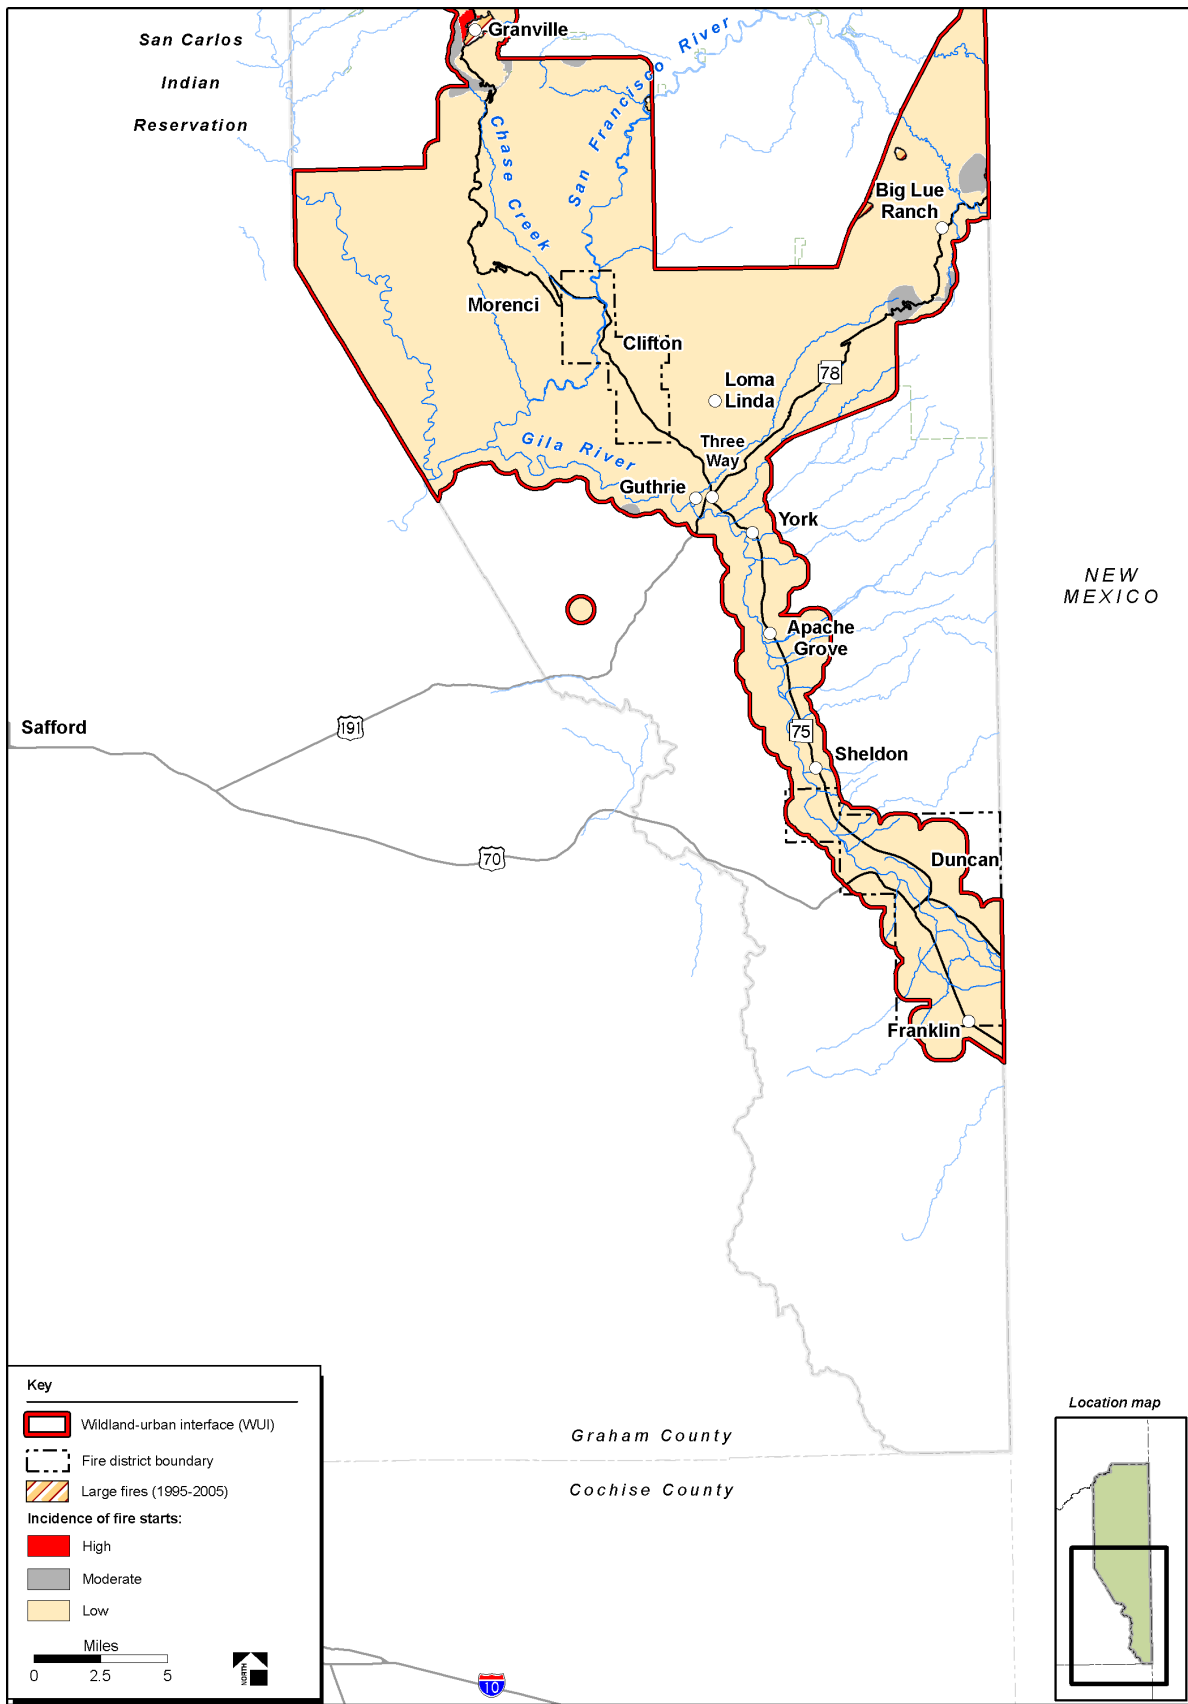 San Carlos
Indian
Reservation
Granville
San Francisco River
Chase Creek
Big Lue
Ranch
Morenci
Clifton
78
Loma
Linda
Three
Way
Gila River
Guthrie
York
NEW
MEXICO
Apache
Grove
Safford
191
75
Sheldon
70
Duncan
Franklin
Graham County
Cochise County
10
Key
Wildland-urban interface (WUI)
Fire district boundary
Large fires (1995-2005)
Incidence of fire starts:
High
Moderate
Low
Miles
0 2.5 5
NORTH
Location map